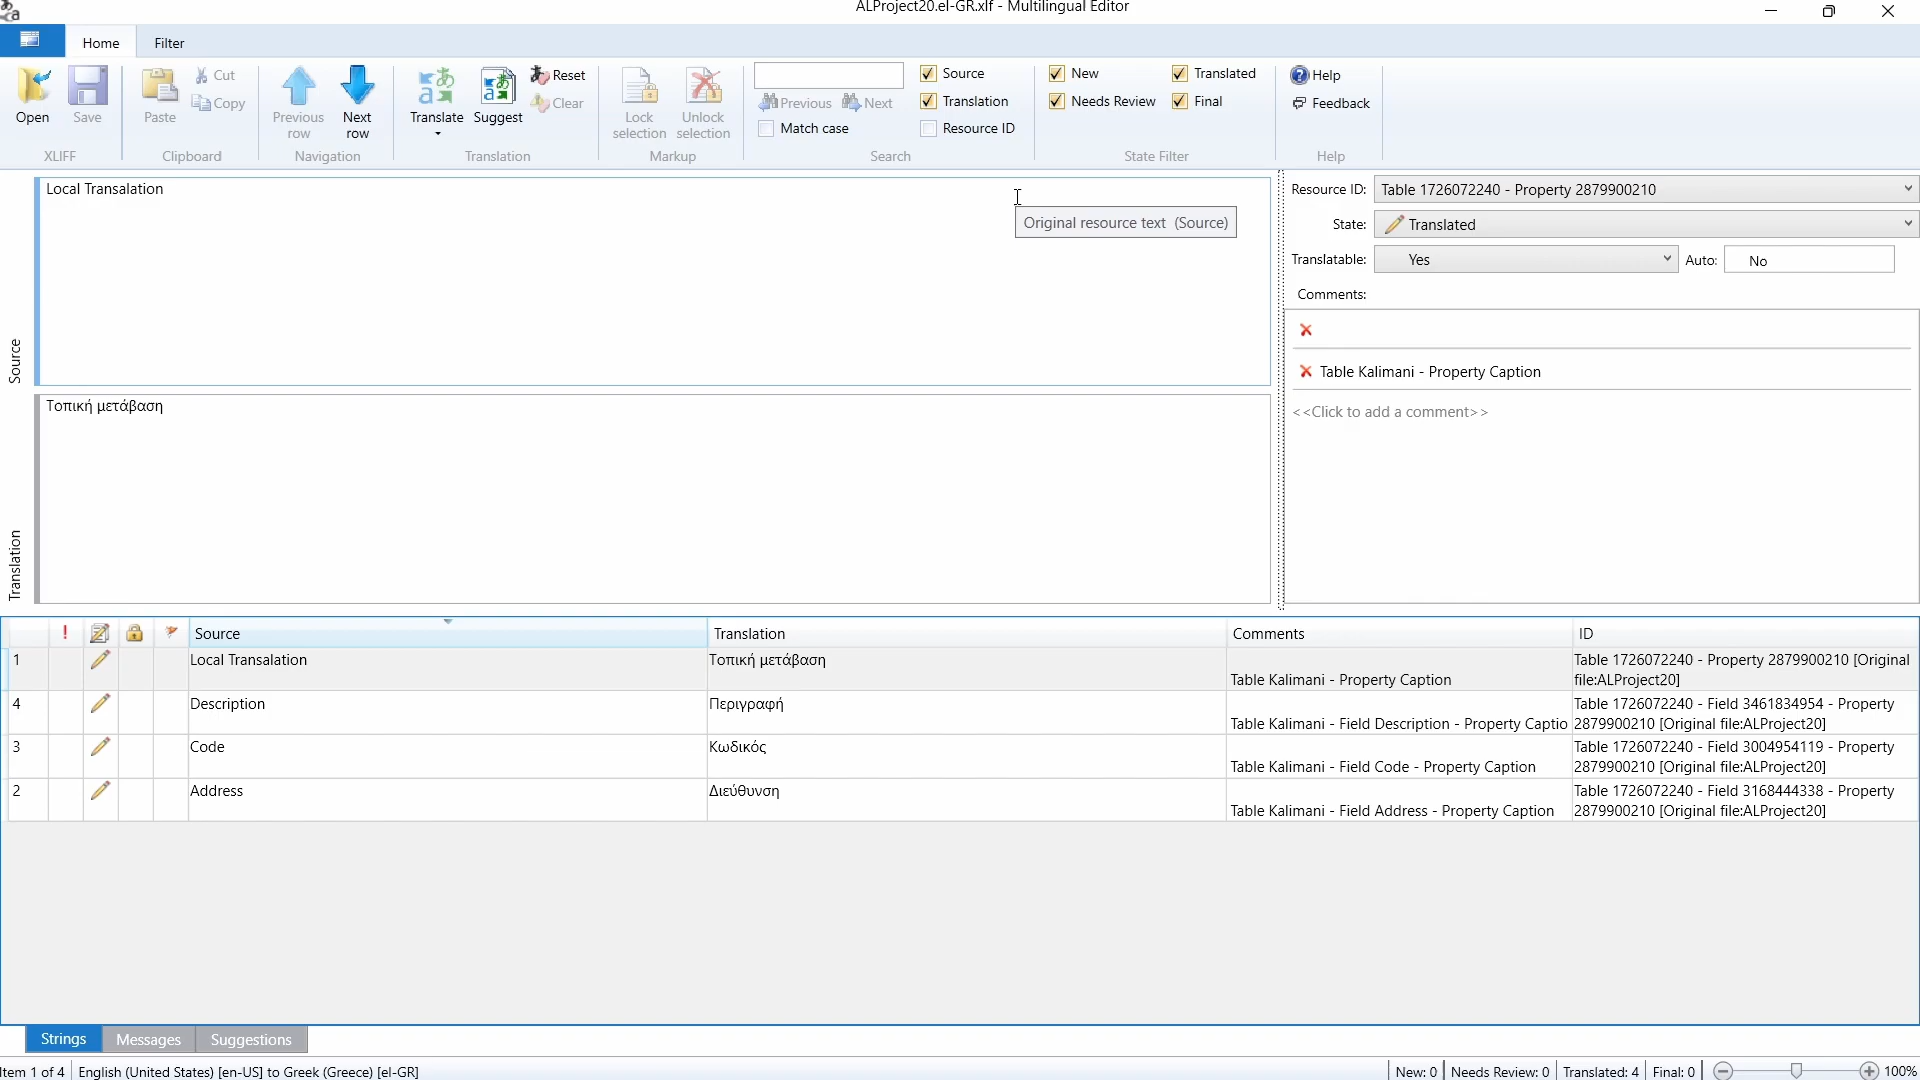 ALProject20.el-GR.xlf - Multilingual Editor
Home Filter
Open Save Paste Cut Copy Previous row Next row Translate Suggest Reset Clear Lock selection Unlock selection Previous Next Match case Source Translation Resource ID New Needs Review Translated Final Help Feedback
XLIFF Clipboard Navigation Translation Markup Search State Filter Help
Source
Local Transalation
Original resource text (Source)
Translation
Τοπική μετάβαση
Resource ID: Table 1726072240 - Property 2879900210
State: Translated
Translatable: Yes Auto: No
Comments:
Table Kalimani - Property Caption
<<Click to add a comment>>
Source Translation Comments ID
1 Local Transalation Τοπική μετάβαση Table Kalimani - Property Caption Table 1726072240 - Property 2879900210 [Original file:ALProject20]
4 Description Περιγραφή Table Kalimani - Field Description - Property Captio Table 1726072240 - Field 3461834954 - Property 2879900210 [Original file:ALProject20]
3 Code Κωδικός Table Kalimani - Field Code - Property Caption Table 1726072240 - Field 3004954119 - Property 2879900210 [Original file:ALProject20]
2 Address Διεύθυνση Table Kalimani - Field Address - Property Caption Table 1726072240 - Field 3168444338 - Property 2879900210 [Original file:ALProject20]
Strings Messages Suggestions
Item 1 of 4 English (United States) [en-US] to Greek (Greece) [el-GR] New: 0 Needs Review: 0 Translated: 4 Final: 0 100%